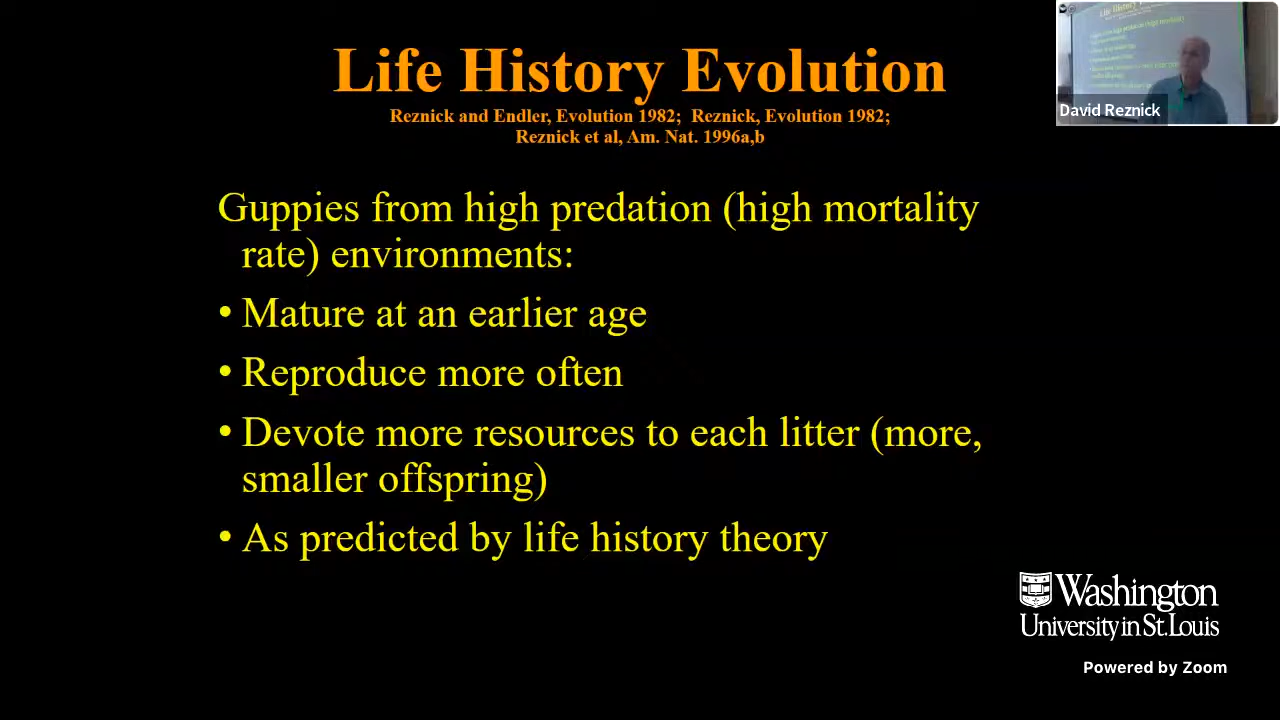 Life History Evolution
Reznick and Endler, Evolution 1982;  Reznick, Evolution 1982;
Reznick et al, Am. Nat. 1996a,b
David Reznick
Guppies from high predation (high mortality
rate) environments:
• Mature at an earlier age
• Reproduce more often
• Devote more resources to each litter (more,
smaller offspring)
• As predicted by life history theory
Washington
University in St. Louis
Powered by Zoom